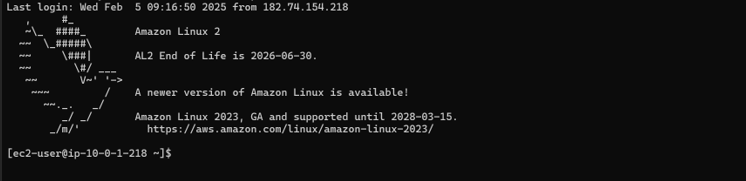 Last login: Wed Feb  5 09:16:50 2025 from 182.74.154.218
   ,     #_
   ~\_  ####_        Amazon Linux 2
  ~~  \_#####\
  ~~     \###|       AL2 End of Life is 2026-06-30.
  ~~       \#/ ___
   ~~       V~' '->
    ~~~         /    A newer version of Amazon Linux is available!
      ~~._.   _/
         _/ _/       Amazon Linux 2023, GA and supported until 2028-03-15.
       _/m/'           https://aws.amazon.com/linux/amazon-linux-2023/

[ec2-user@ip-10-0-1-218 ~]$